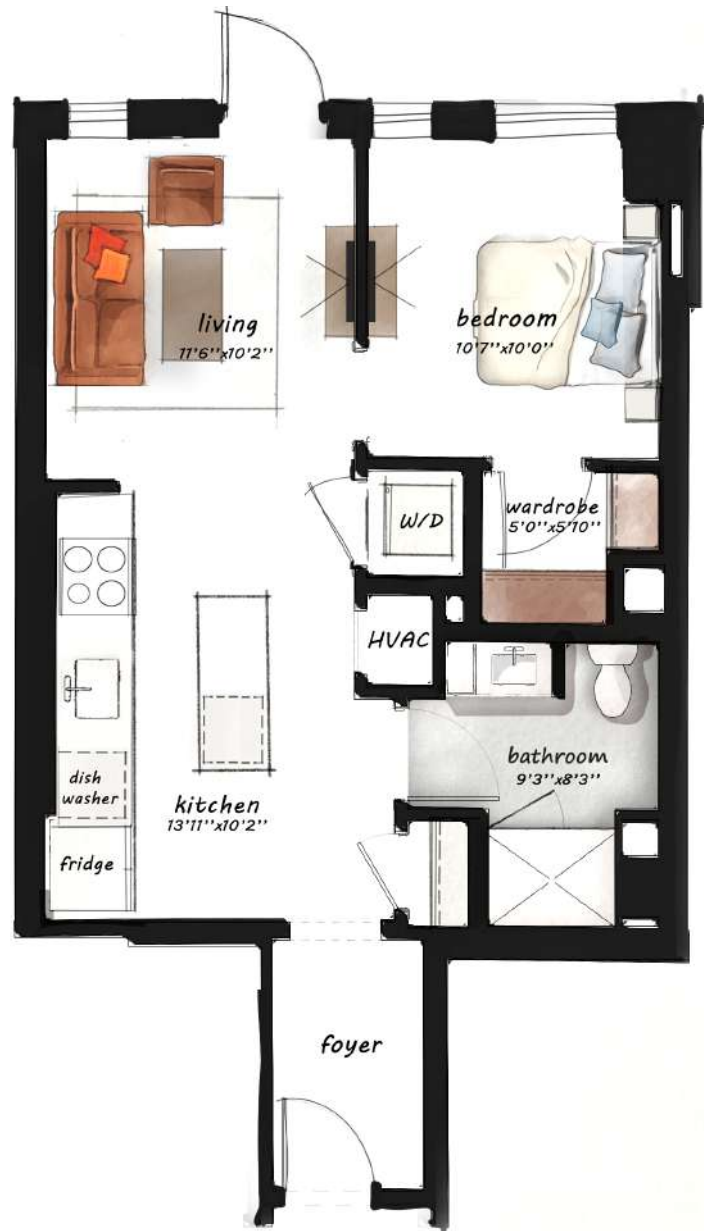 living
11'6"x10'2"
bedroom
10'7"x10'0"
W/D
wardrobe
5'0"x5'10"
HVAC
bathroom
9'3"x8'3"
dish
washer
kitchen
13'11"x10'2"
fridge
foyer